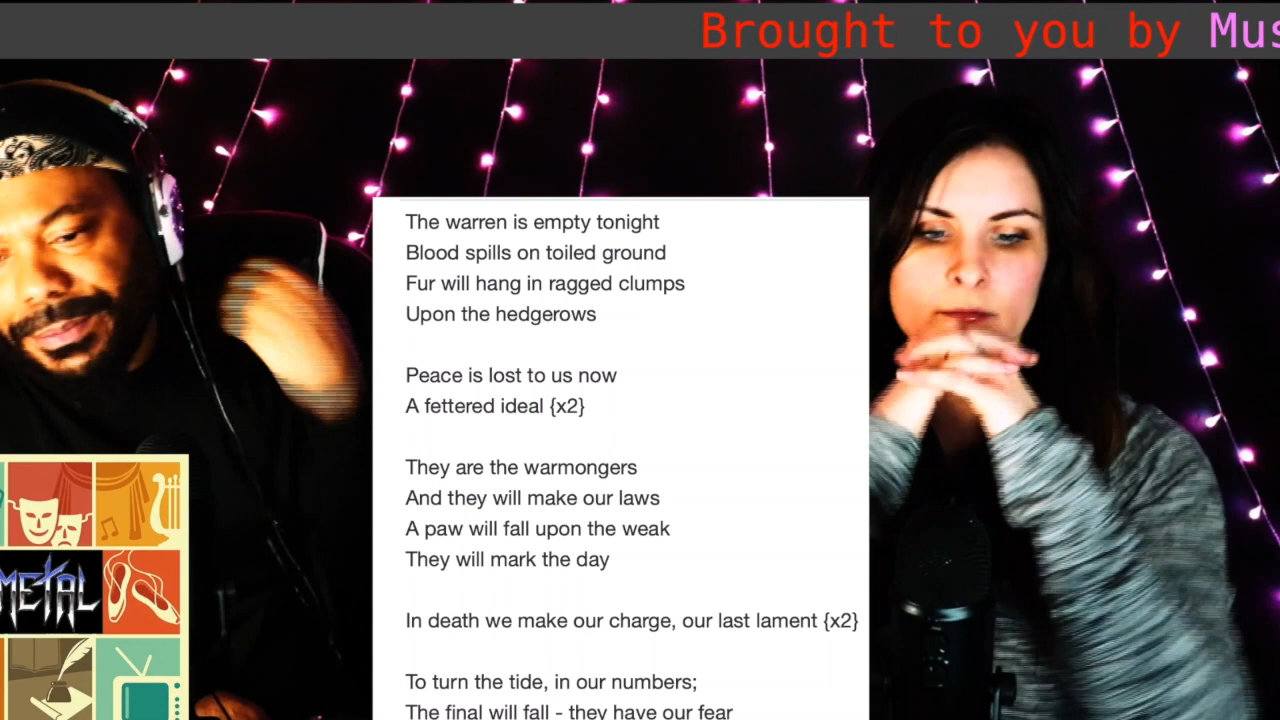 Brought to you by Mus
The warren is empty tonight
Blood spills on toiled ground
Fur will hang in ragged clumps
Upon the hedgerows
Peace is lost to us now
A fettered ideal {x2}
They are the warmongers
And they will make our laws
A paw will fall upon the weak
They will mark the day
In death we make our charge, our last lament {x2}
To turn the tide, in our numbers;
The final will fall - they have our fear
METAL